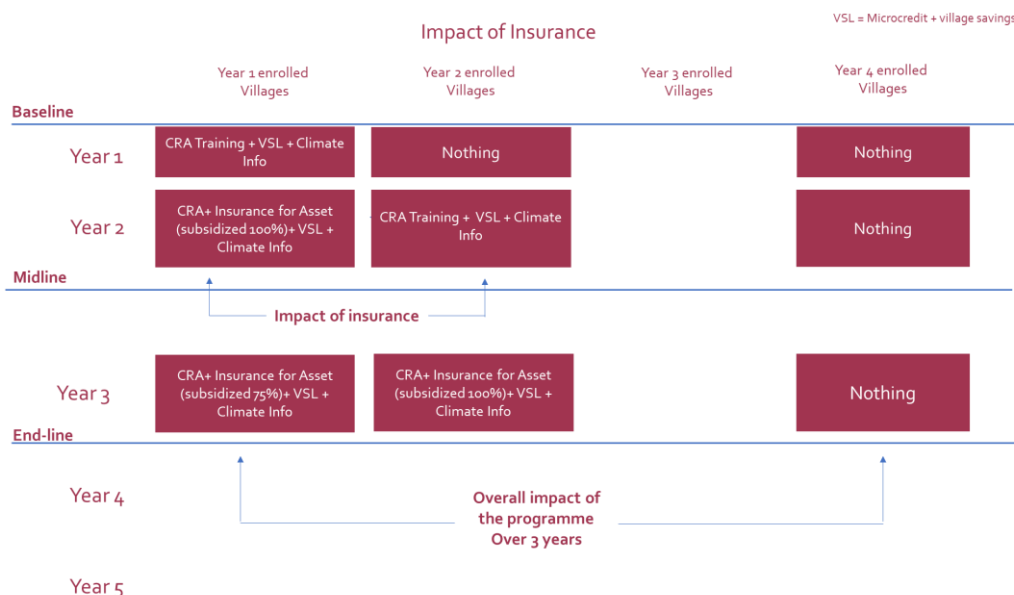 VSL = Microcredit + village savings
Impact of Insurance
Year 1 enrolled
Villages
Year 2 enrolled
Villages
Year 3 enrolled
Villages
Year 4 enrolled
Villages
Baseline
Year 1
CRA Training + VSL + Climate
Info
Nothing
Nothing
Year 2
CRA+ Insurance for Asset
(subsidized 100%)+ VSL +
Climate Info
CRA Training + VSL + Climate
Info
Nothing
Midline
Impact of insurance
Year 3
CRA+ Insurance for Asset
(subsidized 75%)+ VSL +
Climate Info
CRA+ Insurance for Asset
(subsidized 100%)+ VSL +
Climate Info
Nothing
End-line
Year 4
Overall impact of
the programme
Over 3 years
Year 5